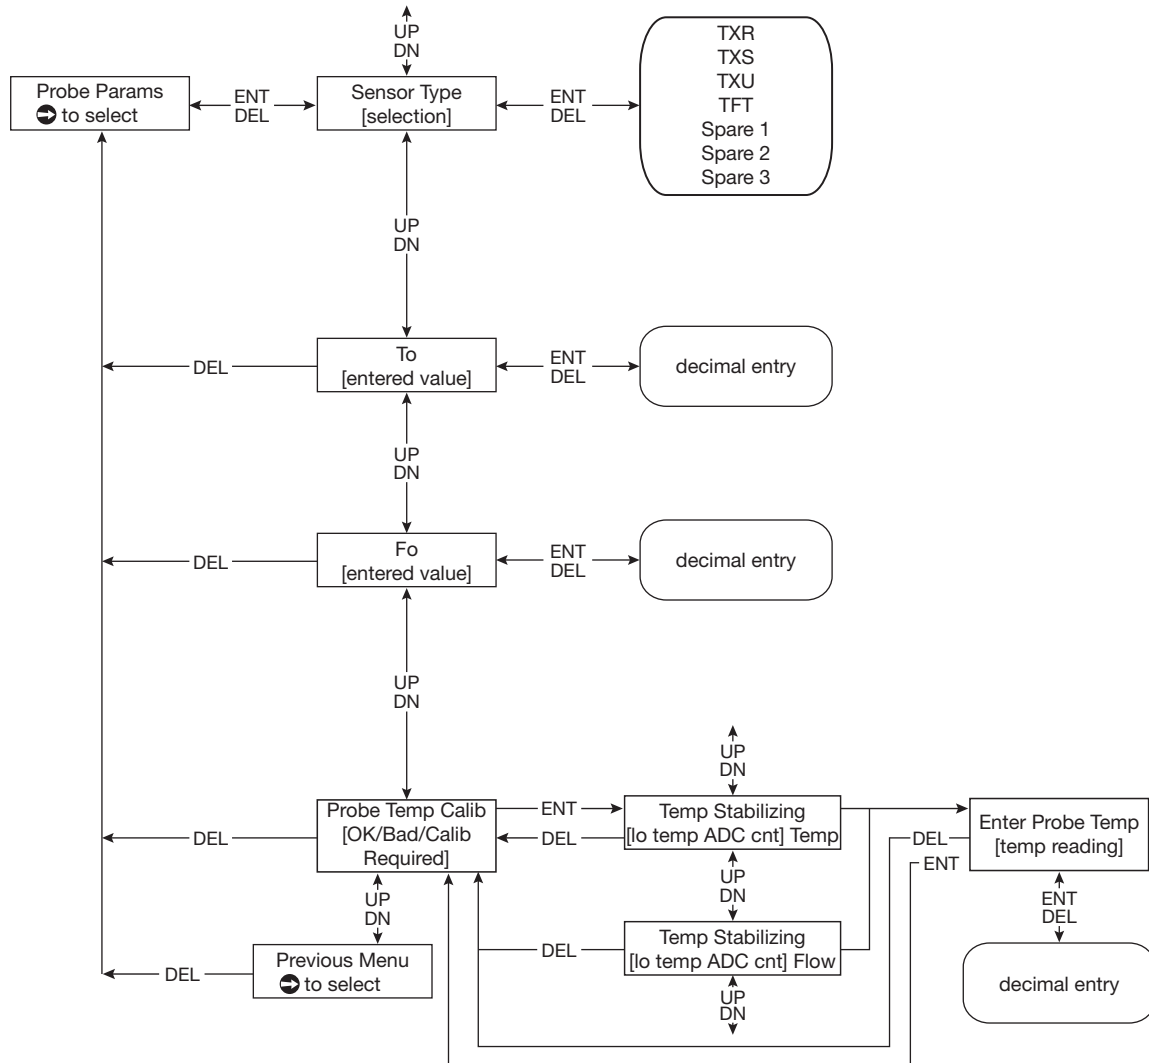 UP
DN
Probe Params
to select
ENT
DEL
Sensor Type
[selection]
ENT
DEL
TXR
TXS
TXU
TFT
Spare 1
Spare 2
Spare 3
UP
DN
DEL
To
[entered value]
ENT
DEL
decimal entry
UP
DN
DEL
Fo
[entered value]
ENT
DEL
decimal entry
UP
DN
UP
DN
DEL
Probe Temp Calib
[OK/Bad/Calib
Required]
ENT
DEL
Temp Stabilizing
[lo temp ADC cnt] Temp
DEL
ENT
Enter Probe Temp
[temp reading]
UP
DN
UP
DN
ENT
DEL
DEL
Previous Menu
to select
DEL
Temp Stabilizing
[lo temp ADC cnt] Flow
decimal entry
UP
DN